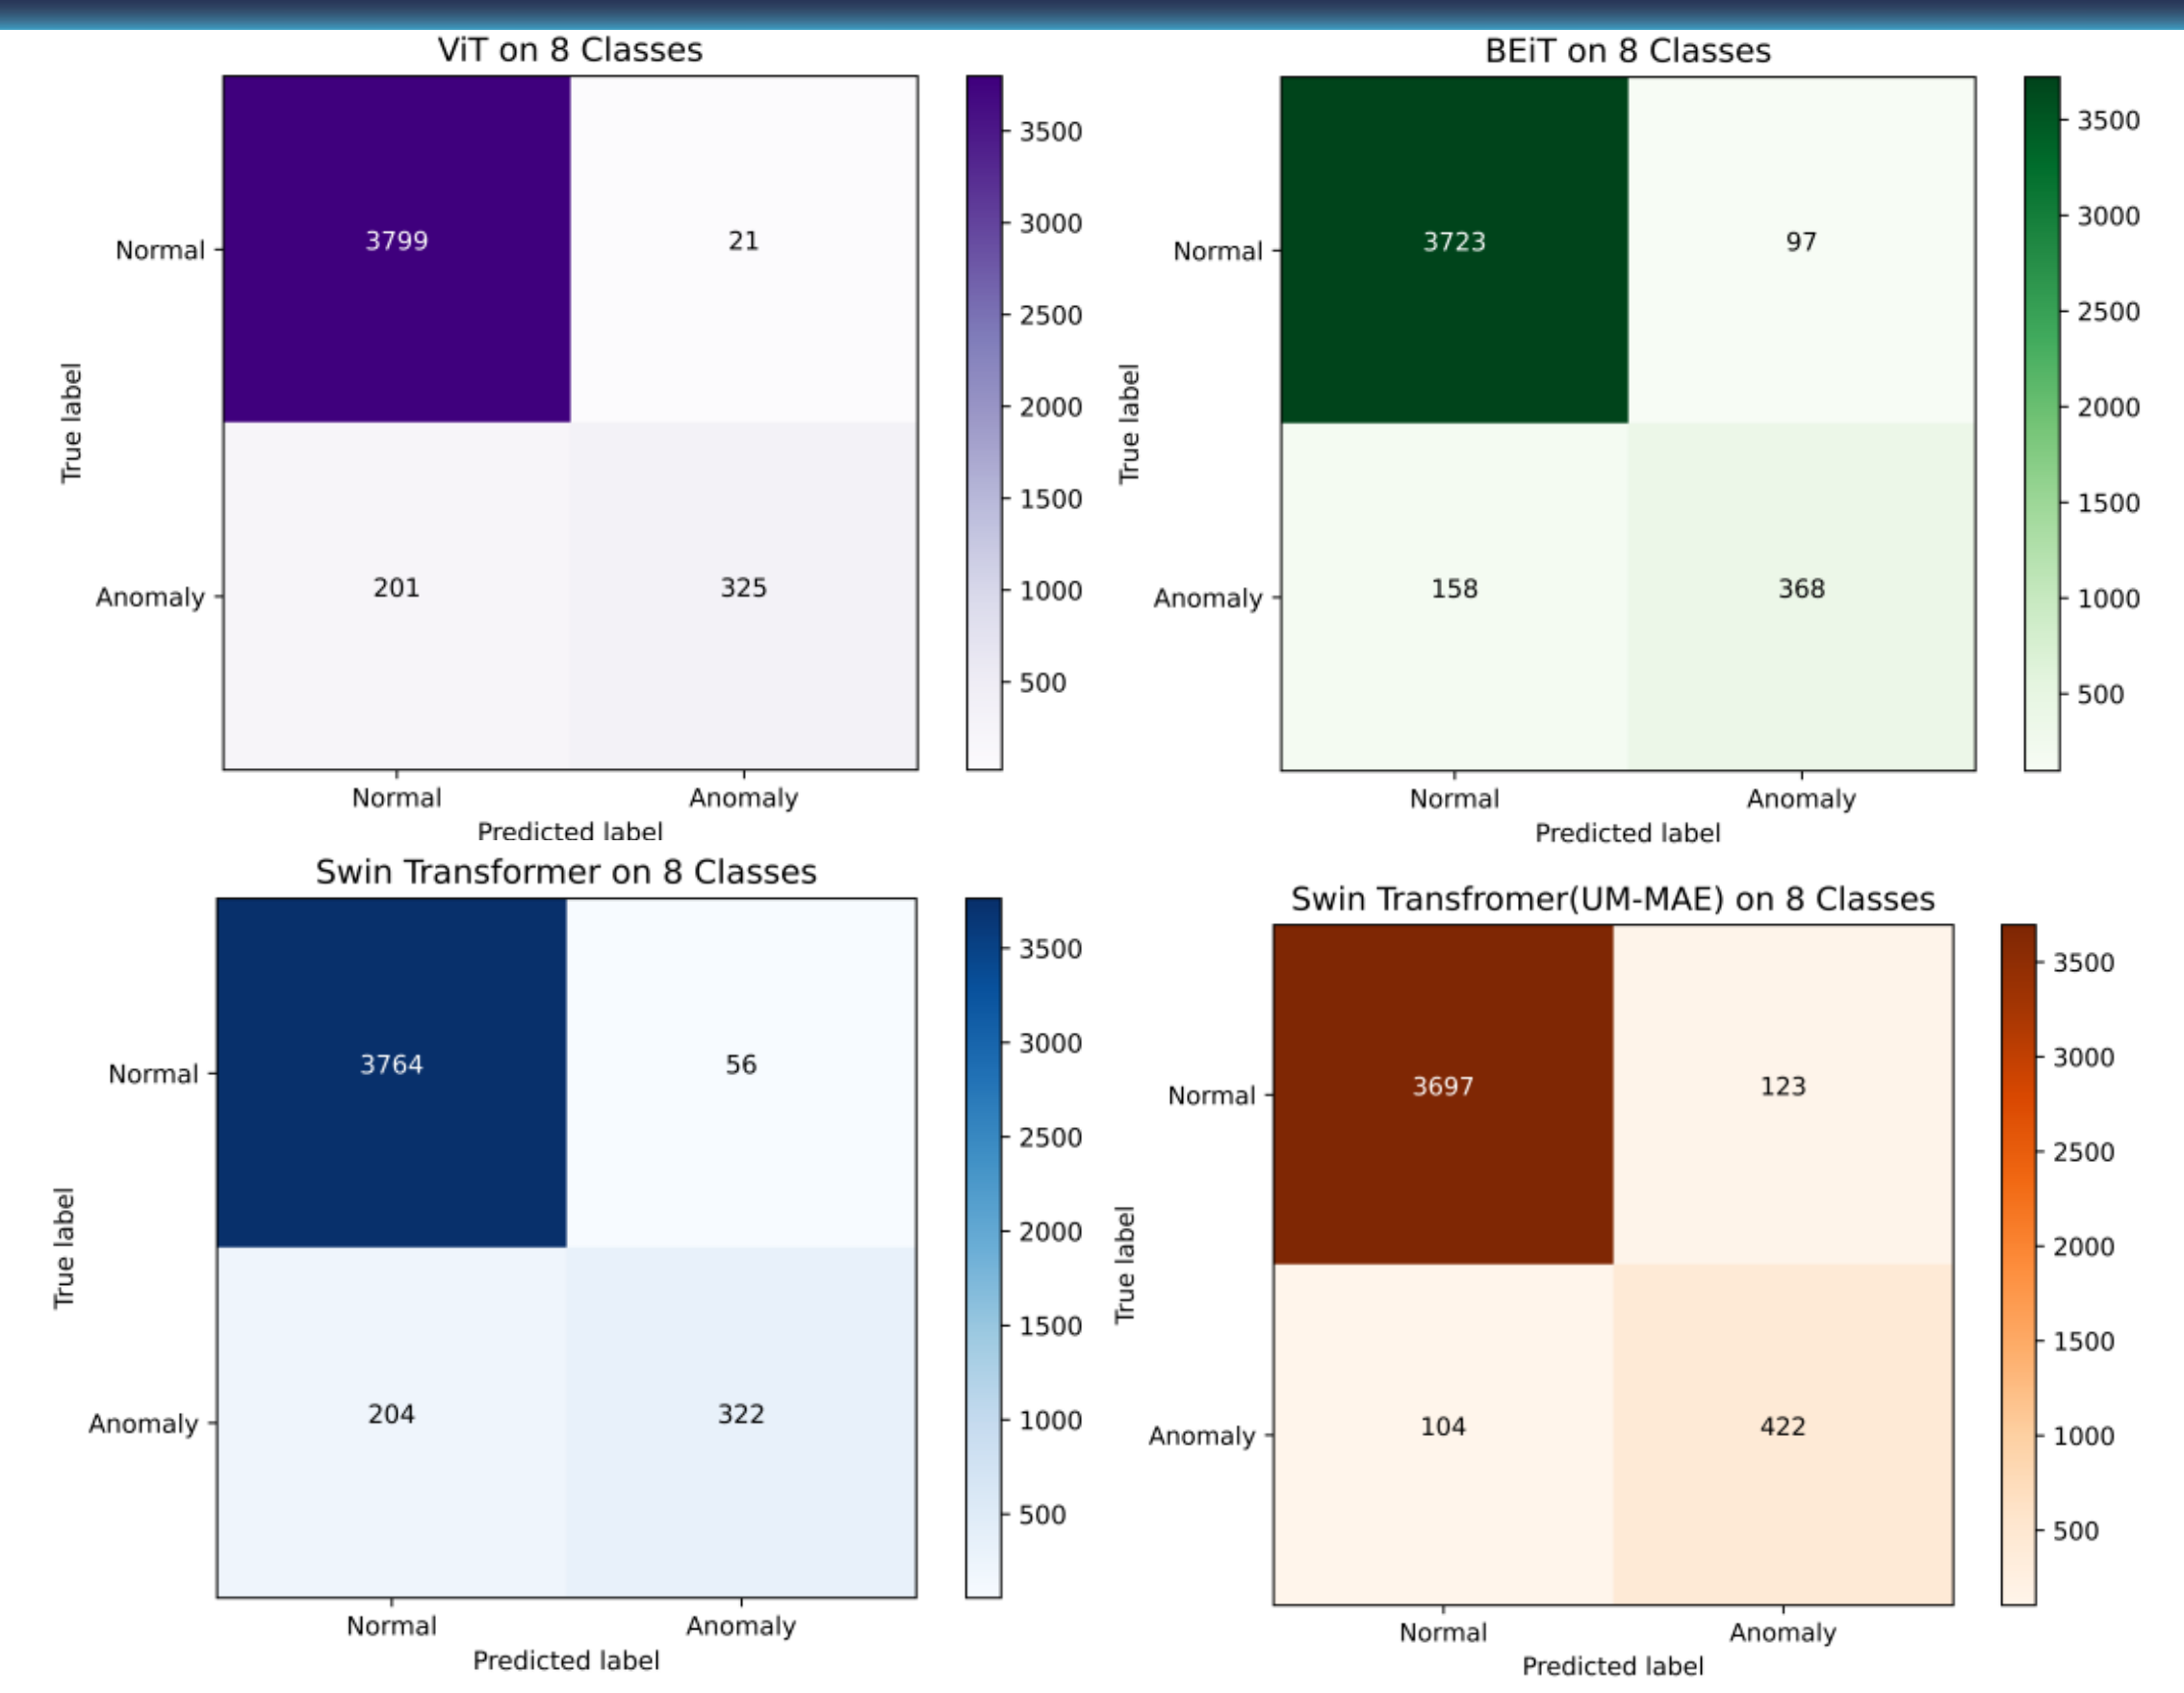 ViT on 8 Classes
3500
3000
2500
2000
1500
1000
500
Normal
3799
21
True label
Anomaly
201
325
Normal
Anomaly
Predicted label
BEiT on 8 Classes
3500
3000
2500
2000
1500
1000
500
Normal
3723
97
True label
Anomaly
158
368
Normal
Anomaly
Predicted label
Swin Transformer on 8 Classes
3500
3000
2500
2000
1500
1000
500
Normal
3764
56
True label
Anomaly
204
322
Normal
Anomaly
Predicted label
Swin Transfromer(UM-MAE) on 8 Classes
3500
3000
2500
2000
1500
1000
500
Normal
3697
123
True label
Anomaly
104
422
Normal
Anomaly
Predicted label